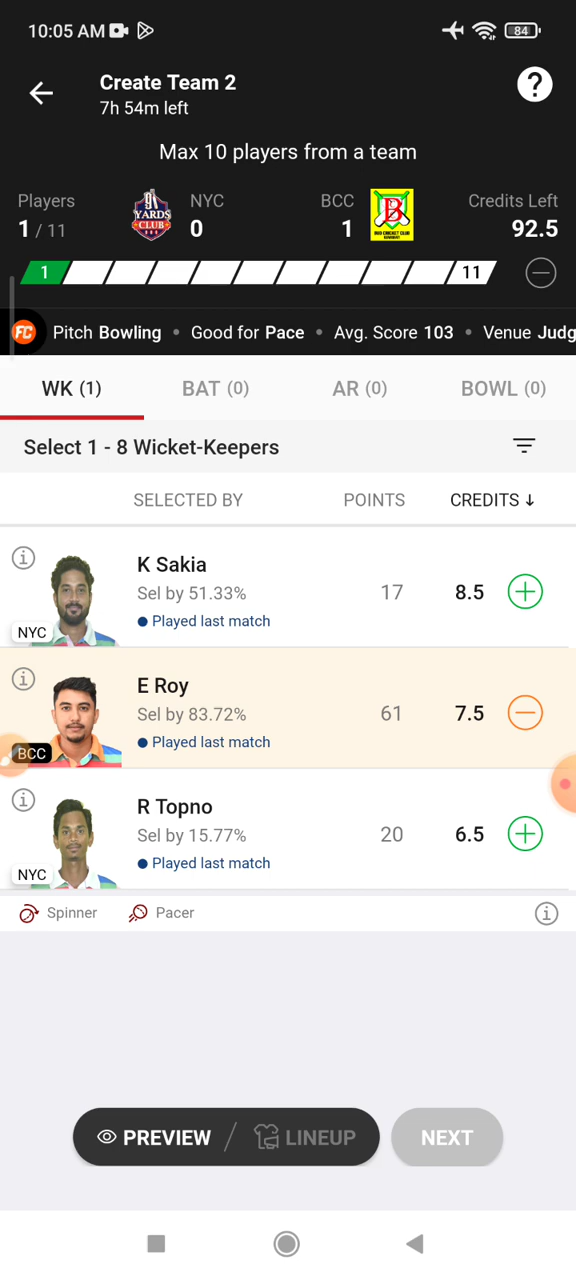 10:05 AM
84
Create Team 2
7h 54m left
?
Max 10 players from a team
Players
1 / 11
YARDS
CLUB
NYC
0
BCC
1
B
Credits Left
92.5
1
11
FC Pitch Bowling • Good for Pace • Avg. Score 103 • Venue Judg
WK (1)
BAT (0)
AR (0)
BOWL (0)
Select 1 - 8 Wicket-Keepers
SELECTED BY
POINTS
CREDITS ↓
K Sakia
Sel by 51.33%
17
8.5
Played last match
NYC
E Roy
Sel by 83.72%
61
7.5
Played last match
BCC
R Topno
Sel by 15.77%
20
6.5
Played last match
NYC
Spinner
Pacer
PREVIEW / LINEUP
NEXT